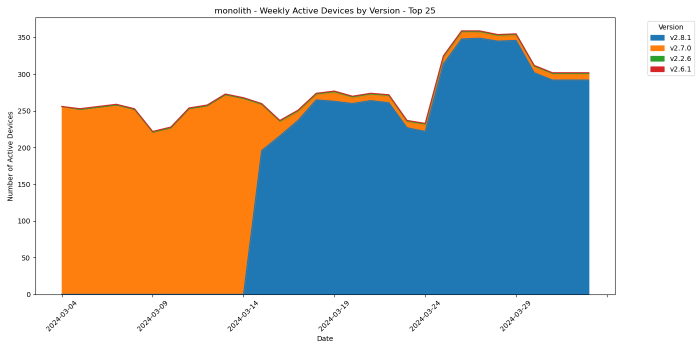 monolith - Weekly Active Devices by Version - Top 25
Number of Active Devices
350
300
250
200
150
100
50
0
2024-03-04
2024-03-09
2024-03-14
2024-03-19
2024-03-24
2024-03-29
Date
Version
v2.8.1
v2.7.0
v2.2.6
v2.6.1